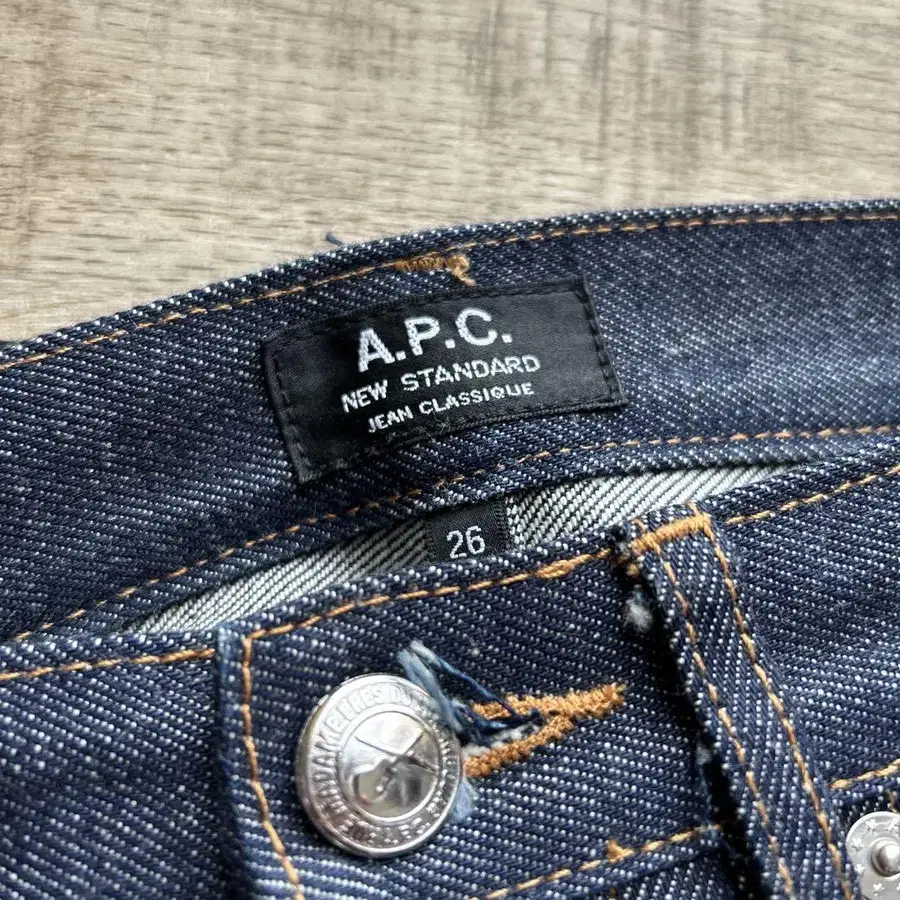 A.P.C.
NEW STANDARD
JEAN CLASSIQUE
26